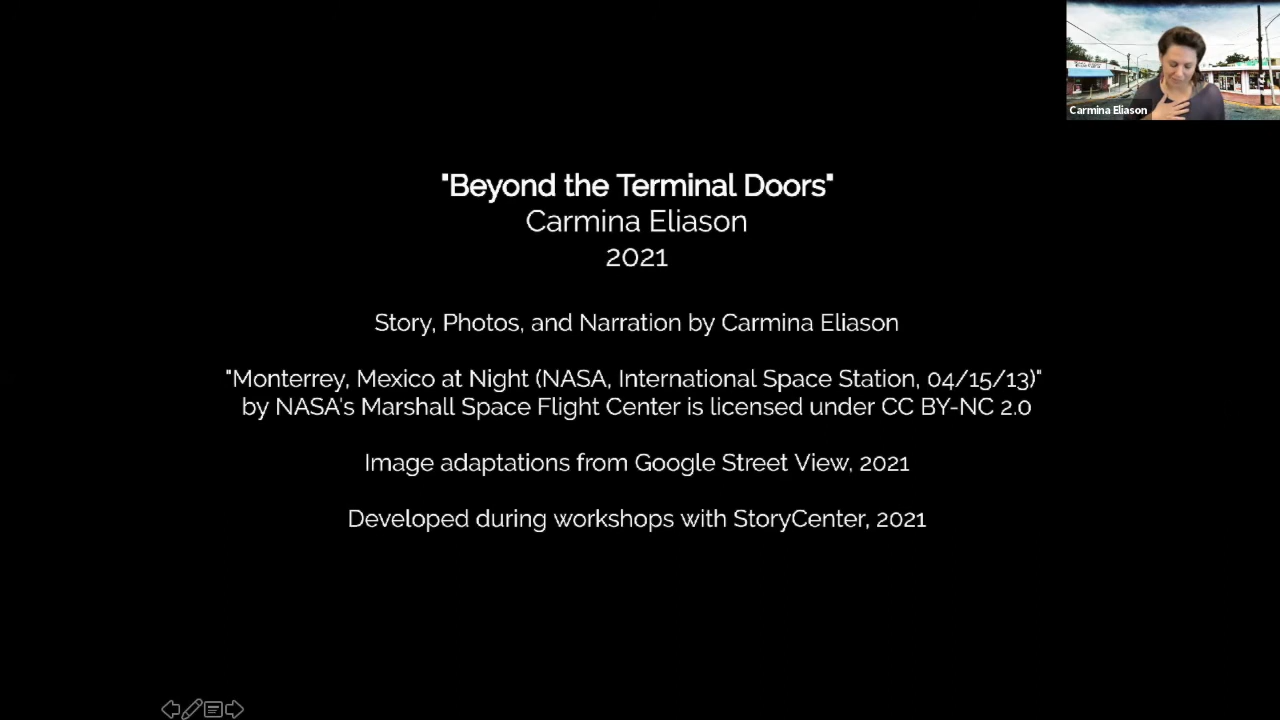 Carmina Eliason
"Beyond the Terminal Doors"
Carmina Eliason
2021
Story, Photos, and Narration by Carmina Eliason
"Monterrey, Mexico at Night (NASA, International Space Station, 04/15/13)"
by NASA's Marshall Space Flight Center is licensed under CC BY-NC 2.0
Image adaptations from Google Street View, 2021
Developed during workshops with StoryCenter, 2021